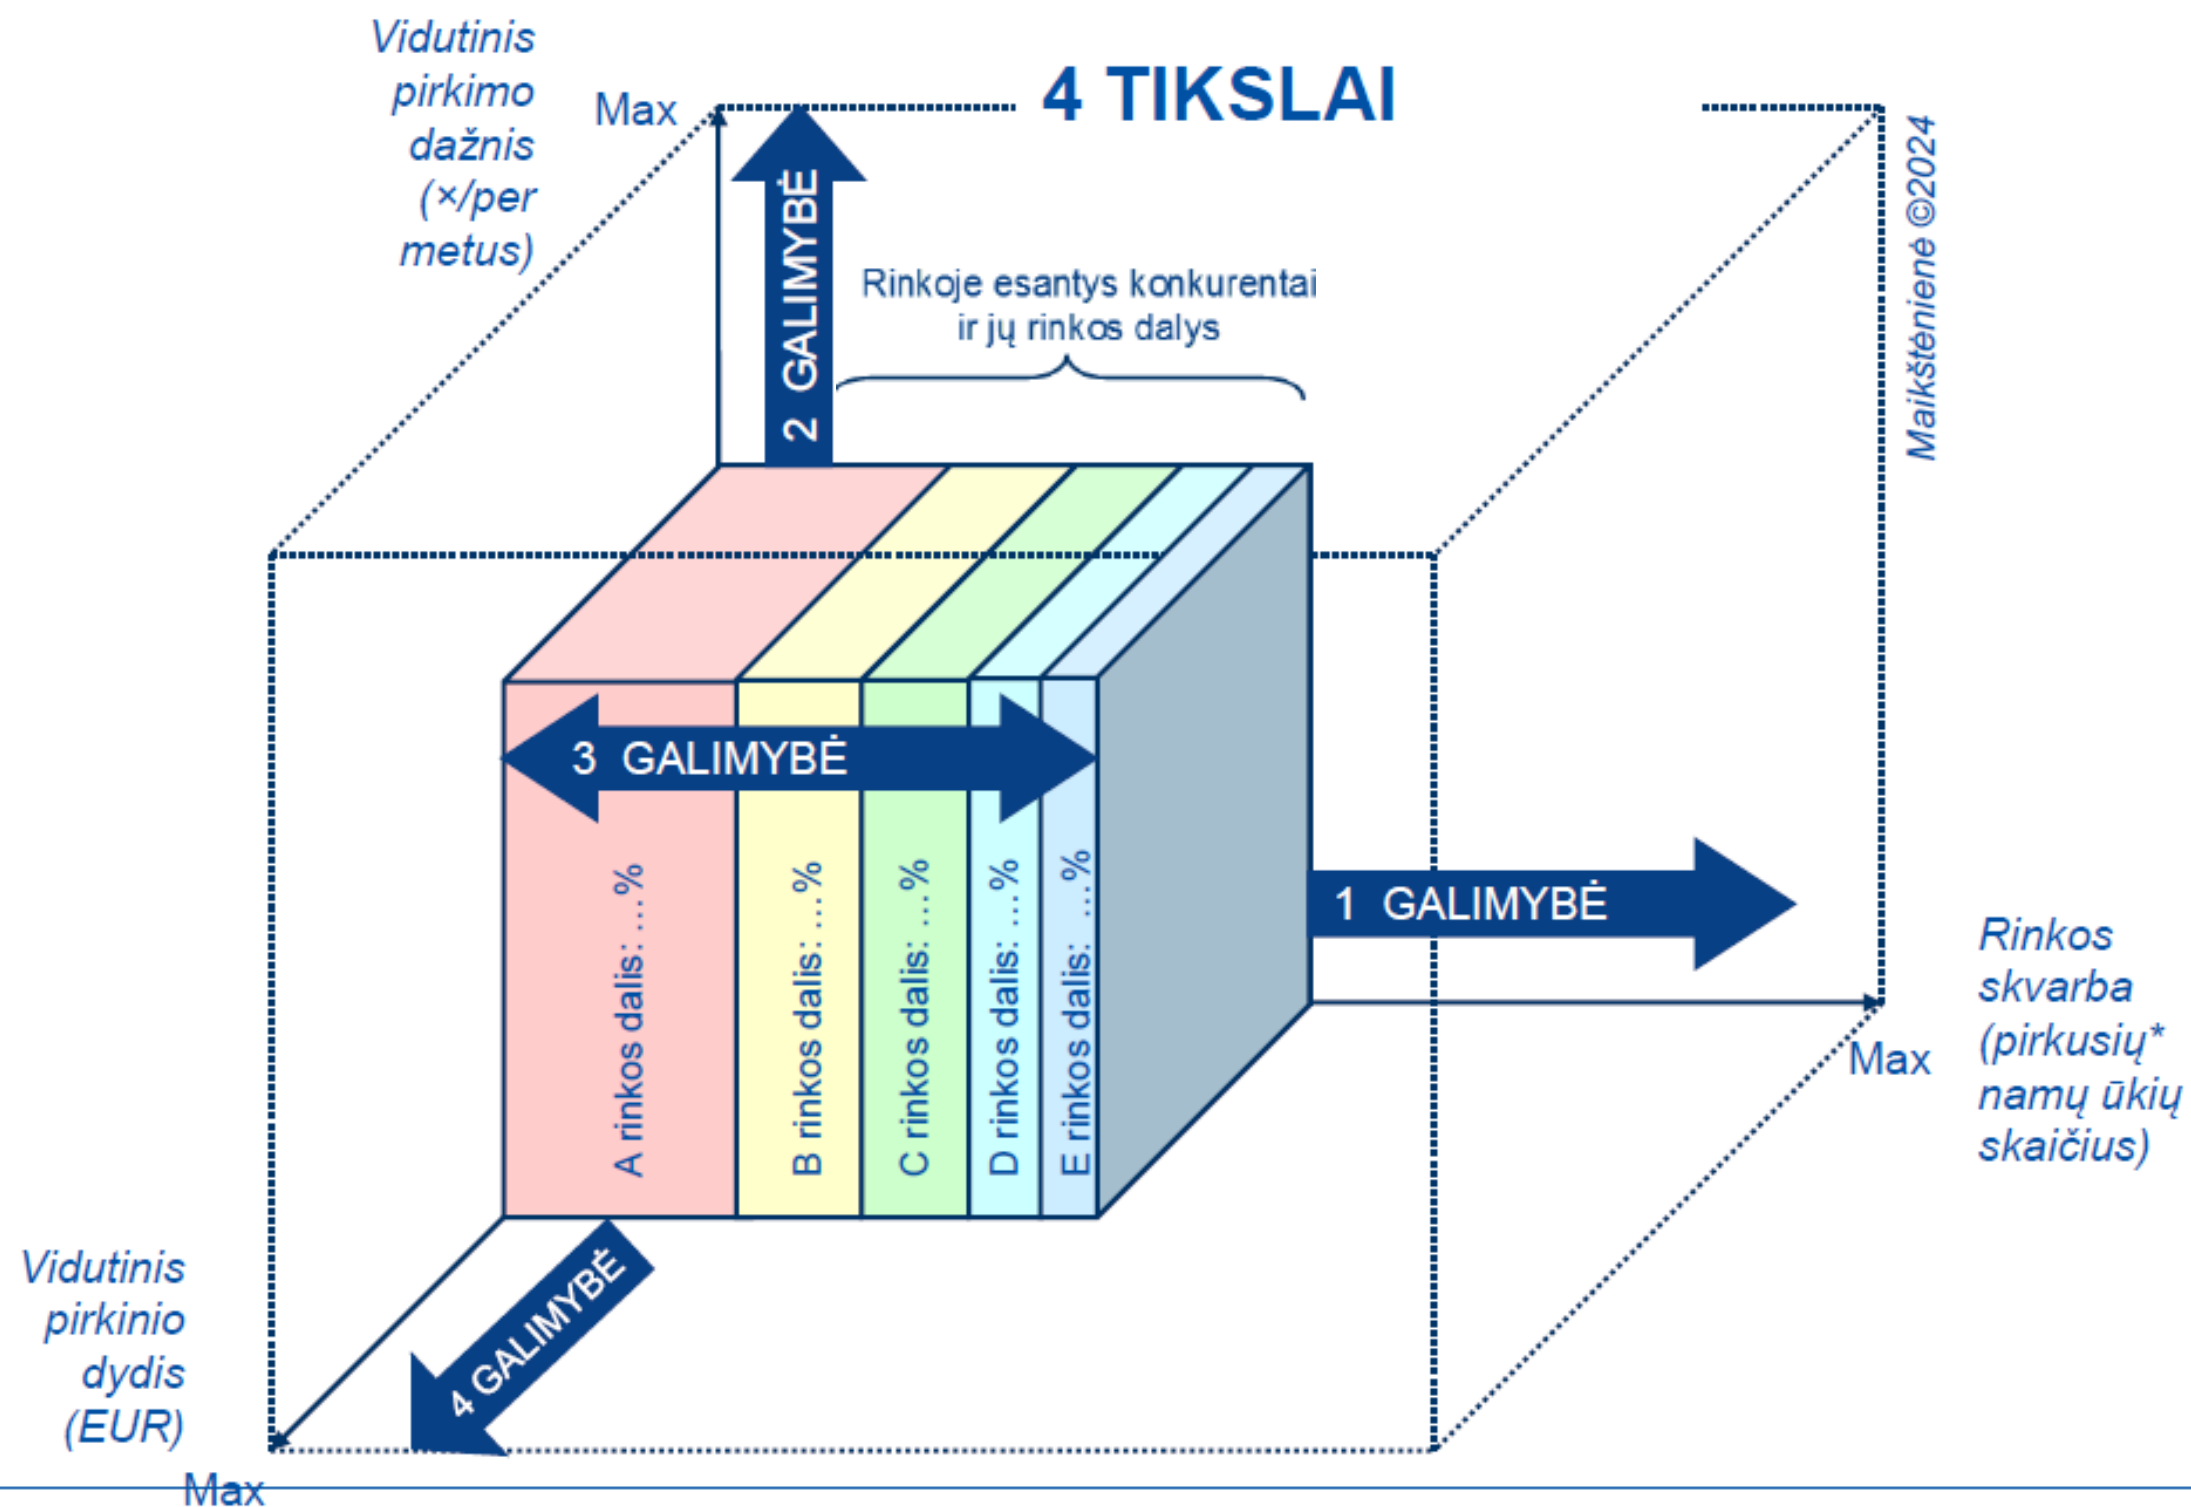 Vidutinis
pirkimo
dažnis
(×/per
metus)
Max
4 TIKSLAI
Maikštėnienė ©2024
2 GALIMYBĖ
Rinkoje esantys konkurentai
ir jų rinkos dalys
3 GALIMYBĖ
A rinkos dalis: ...%
B rinkos dalis: ...%
C rinkos dalis: ...%
D rinkos dalis: ...%
E rinkos dalis: ...%
1 GALIMYBĖ
Rinkos
skvarba
(pirkusių*
namų ūkių
skaičius)
Max
4 GALIMYBĖ
Vidutinis
pirkinio
dydis
(EUR)
Max